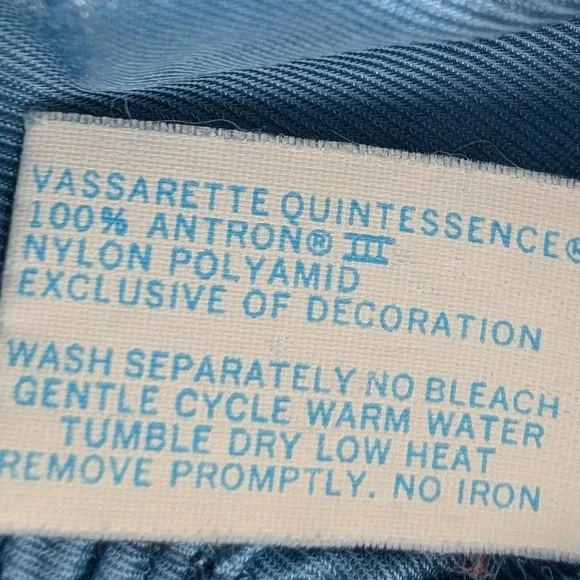 VASSARETTE QUINTESSENCE®
100% ANTRON® III
NYLON POLYAMID
EXCLUSIVE OF DECORATION
WASH SEPARATELY NO BLEACH
GENTLE CYCLE WARM WATER
TUMBLE DRY LOW HEAT
REMOVE PROMPTLY. NO IRON